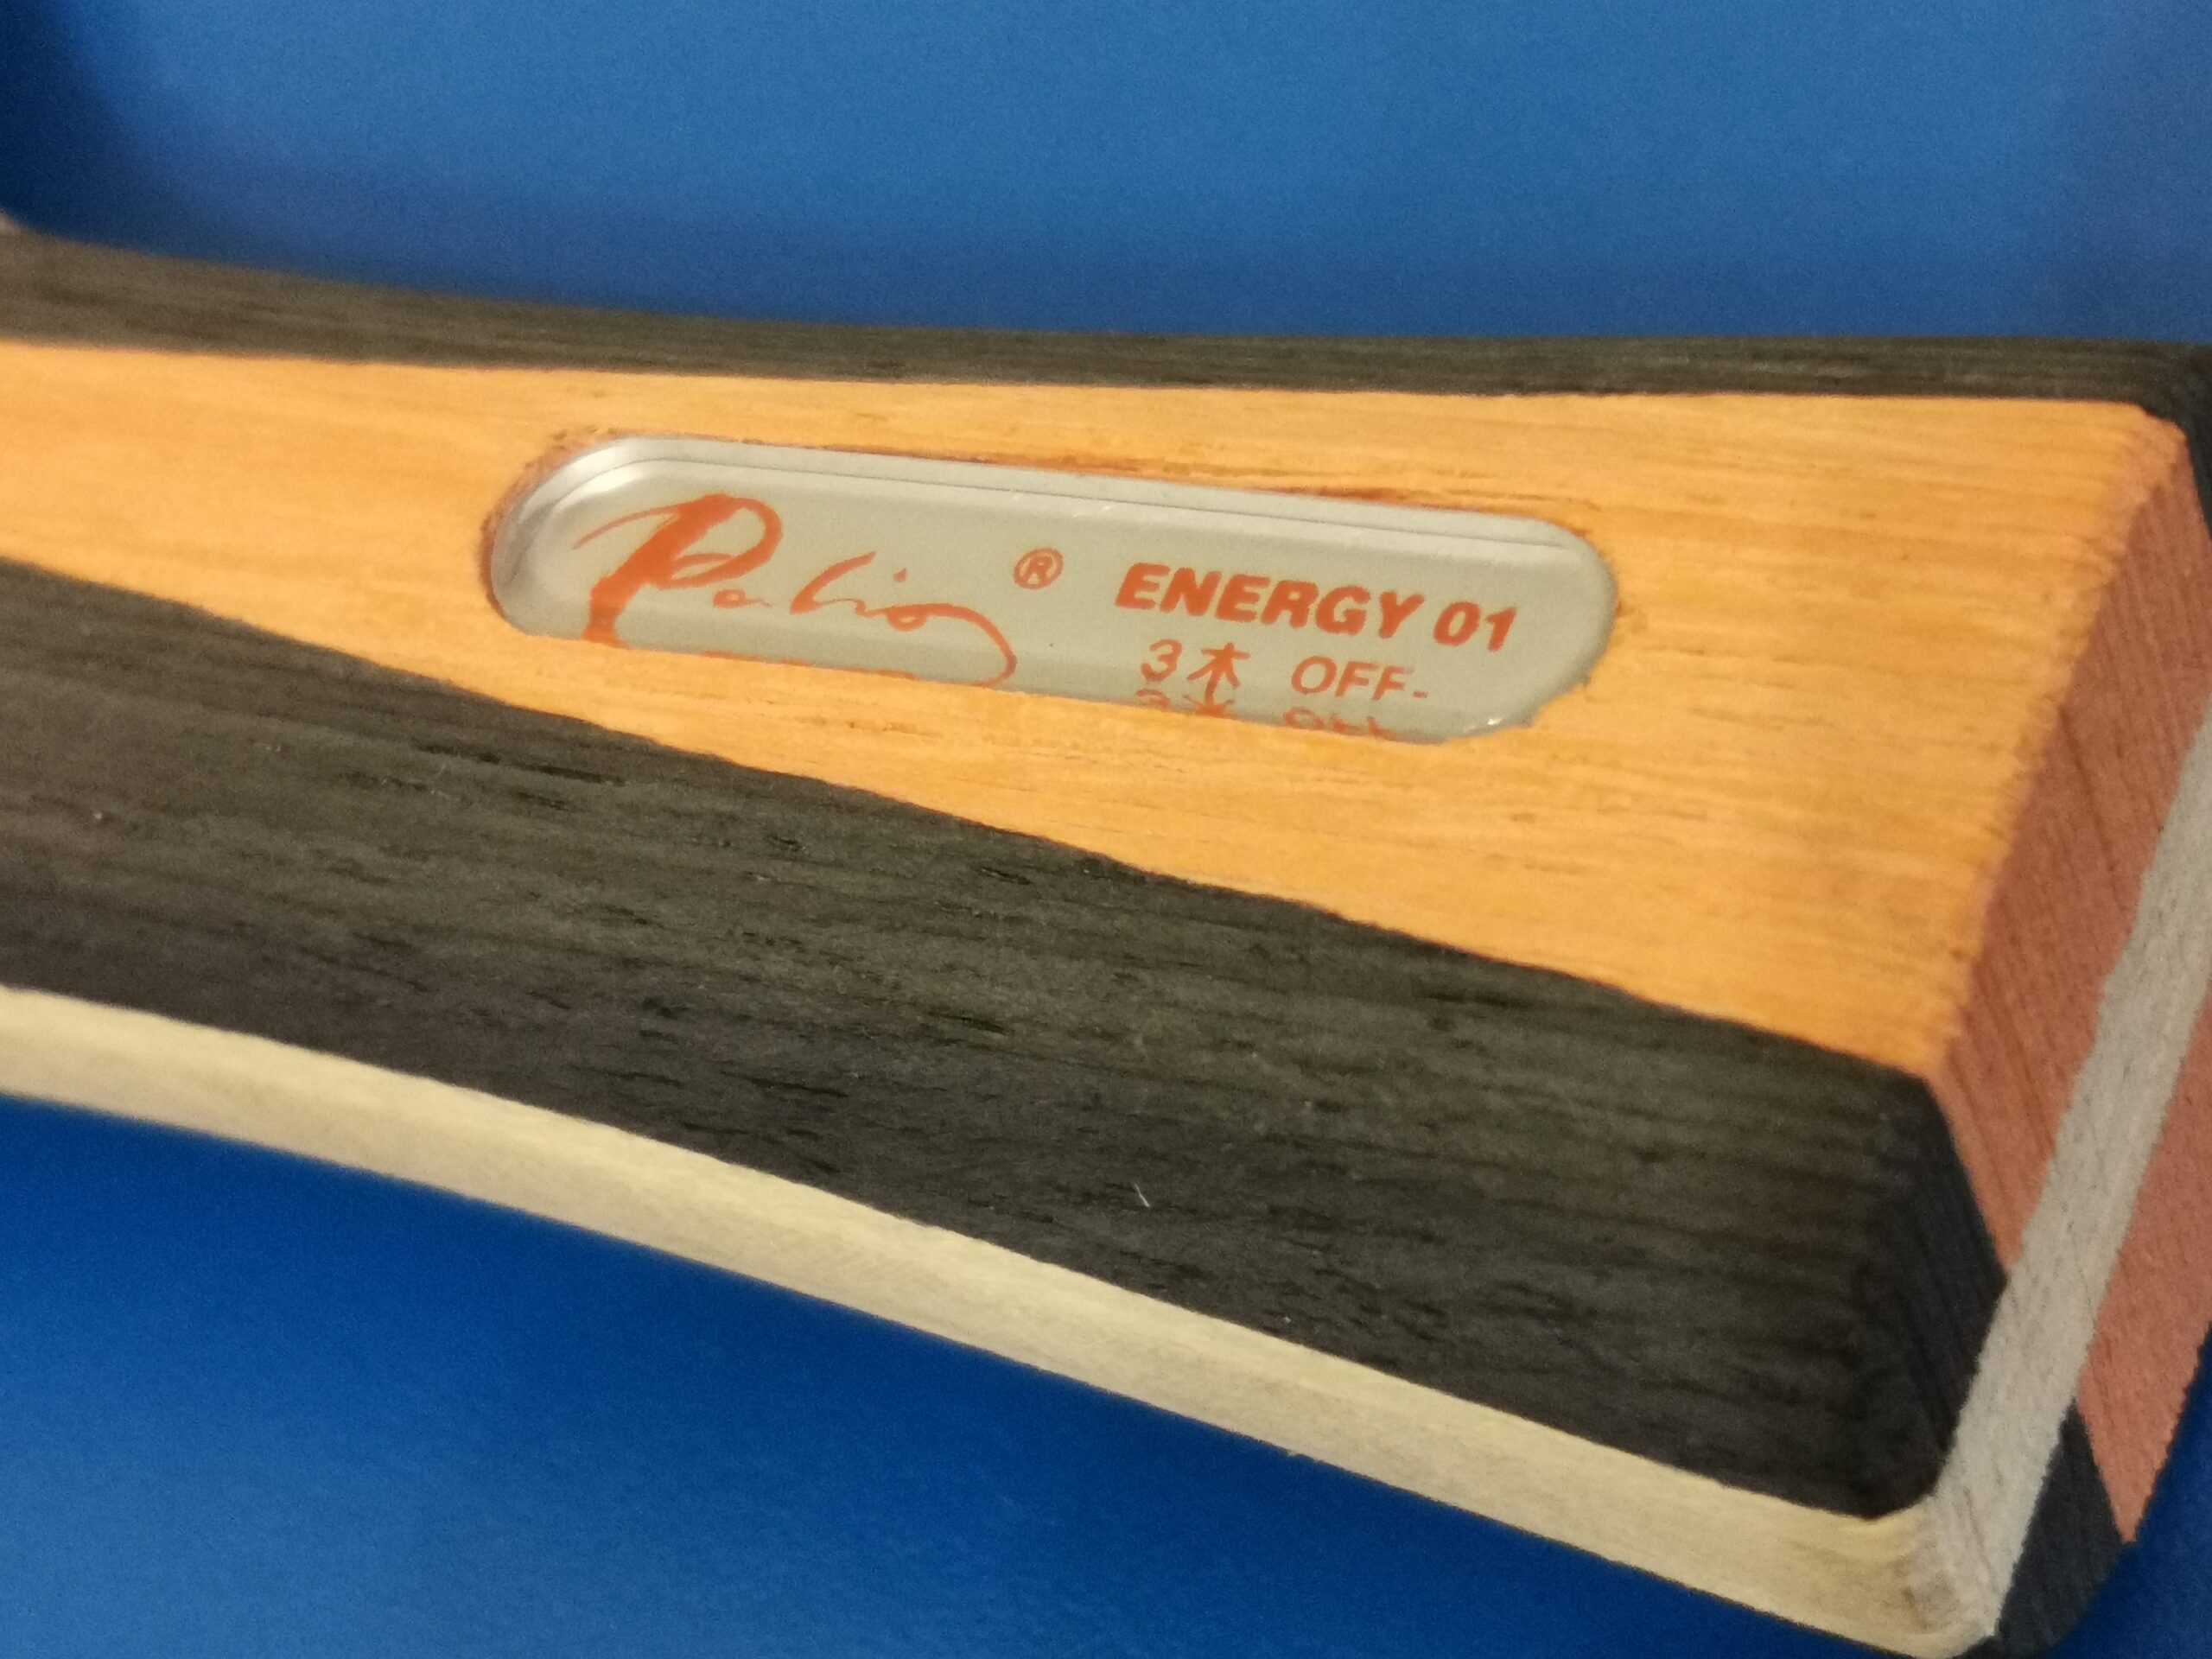 Palio ® ENERGY 01
3木 OFF-